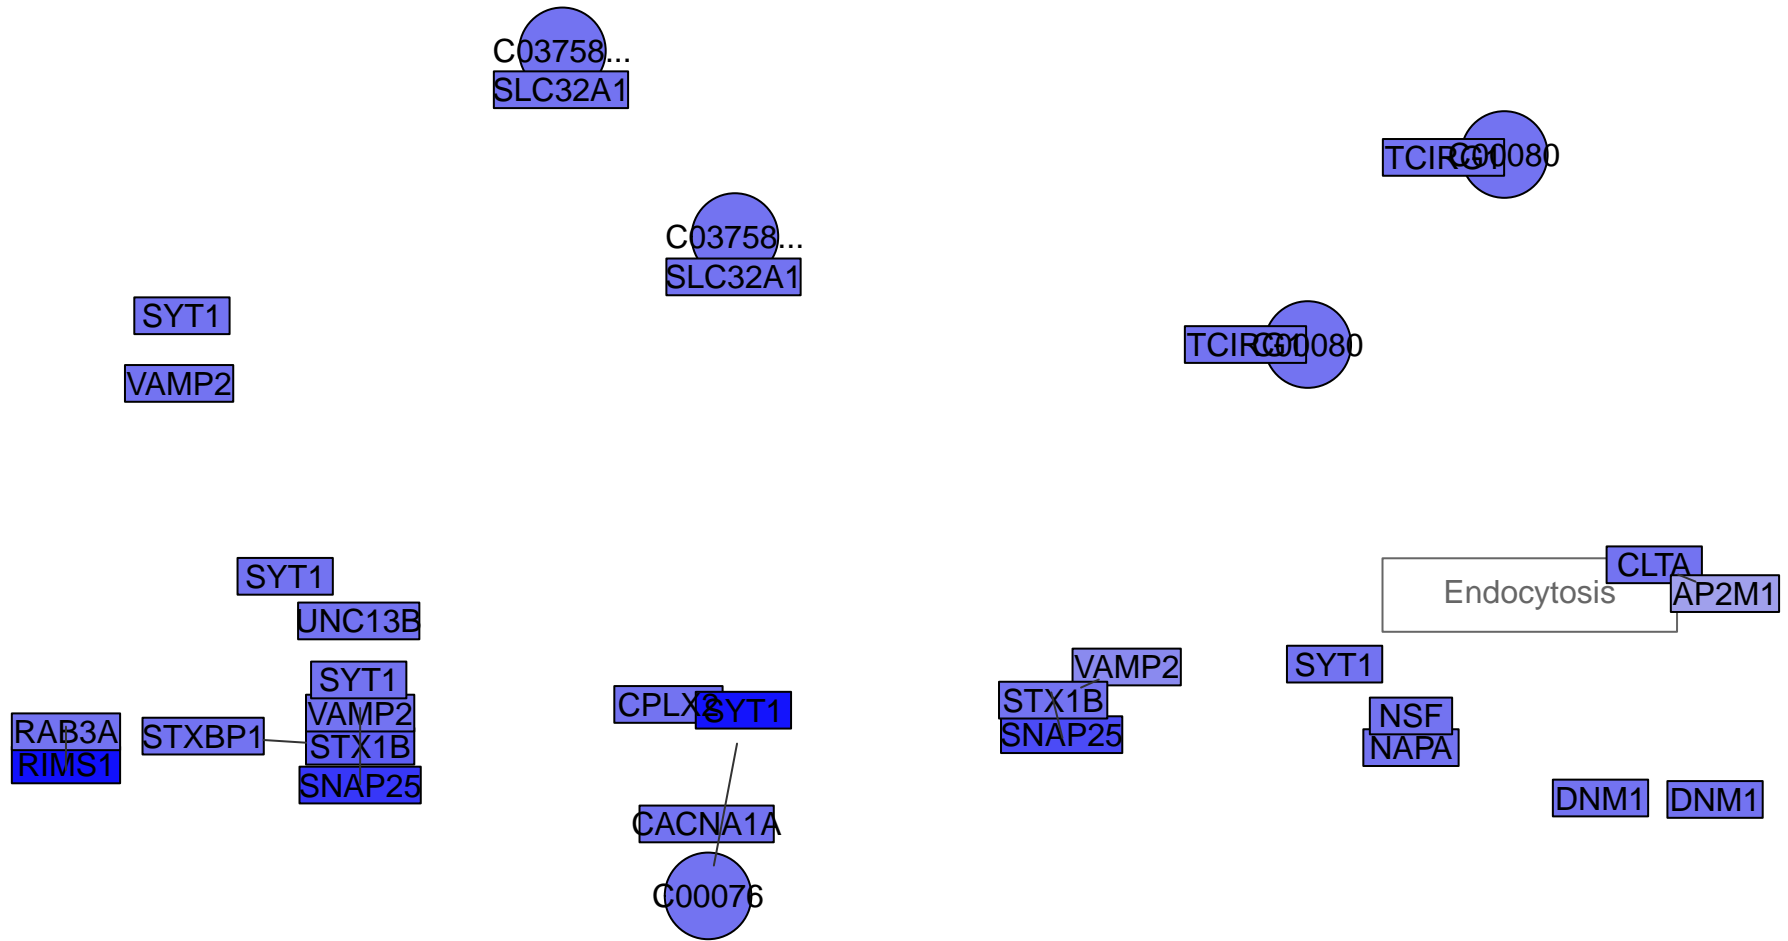 C03758...
SLC32A1
TCIRG1
C00080
C03758...
SLC32A1
SYT1
TCIRG1
C00080
VAMP2
SYT1
CLTA
Endocytosis
AP2M1
UNC13B
SYT1
VAMP2
SYT1
CPLX2
SYT1
STX1B
VAMP2
NSF
RAB3A
STXBP1
STX1B
SNAP25
NAPA
RIMS1
SNAP25
DNM1
DNM1
CACNA1A
C00076